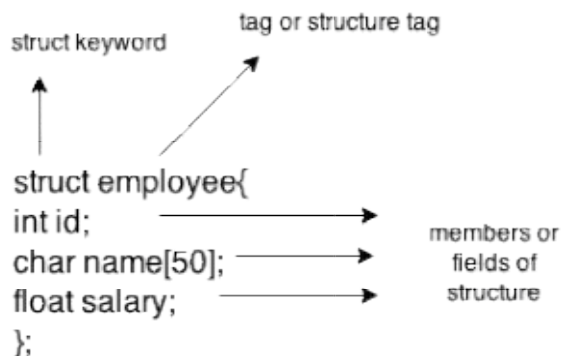 struct keyword
tag or structure tag
struct employee{
int id;
char name[50];
float salary;
};
members or
fields of
structure